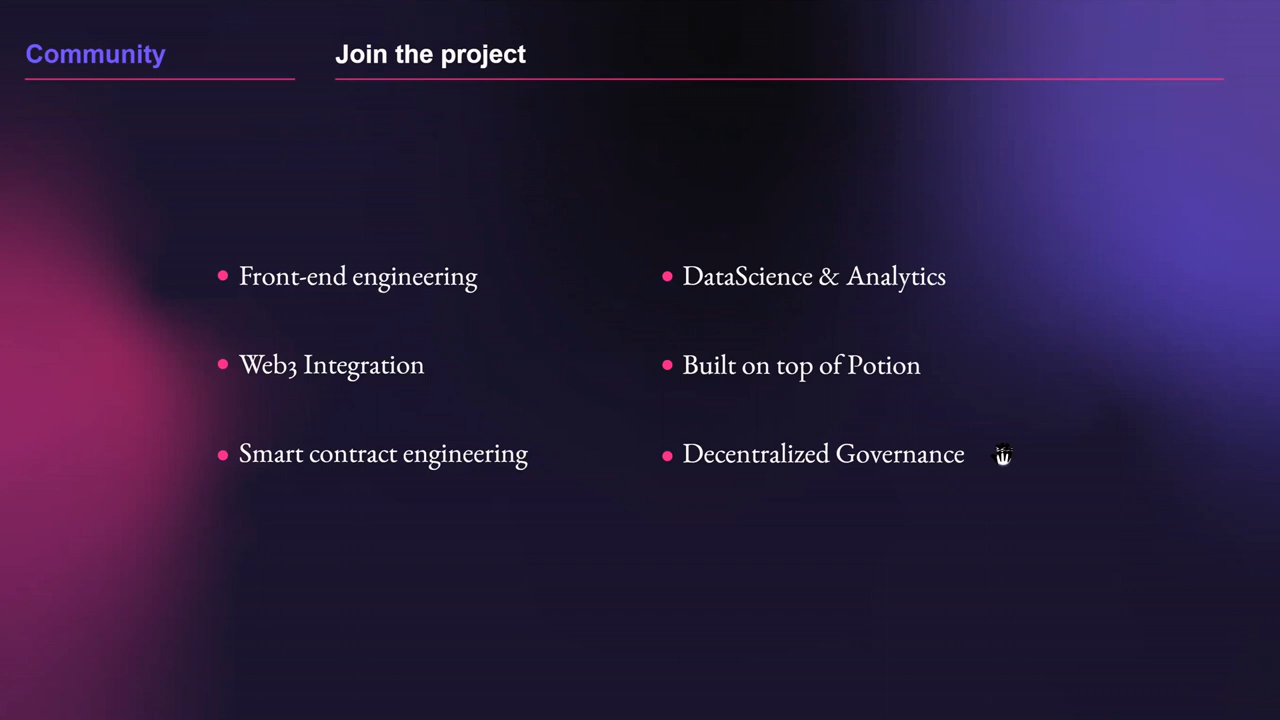 Community
Join the project
Front-end engineering
Web3 Integration
Smart contract engineering
DataScience & Analytics
Built on top of Potion
Decentralized Governance